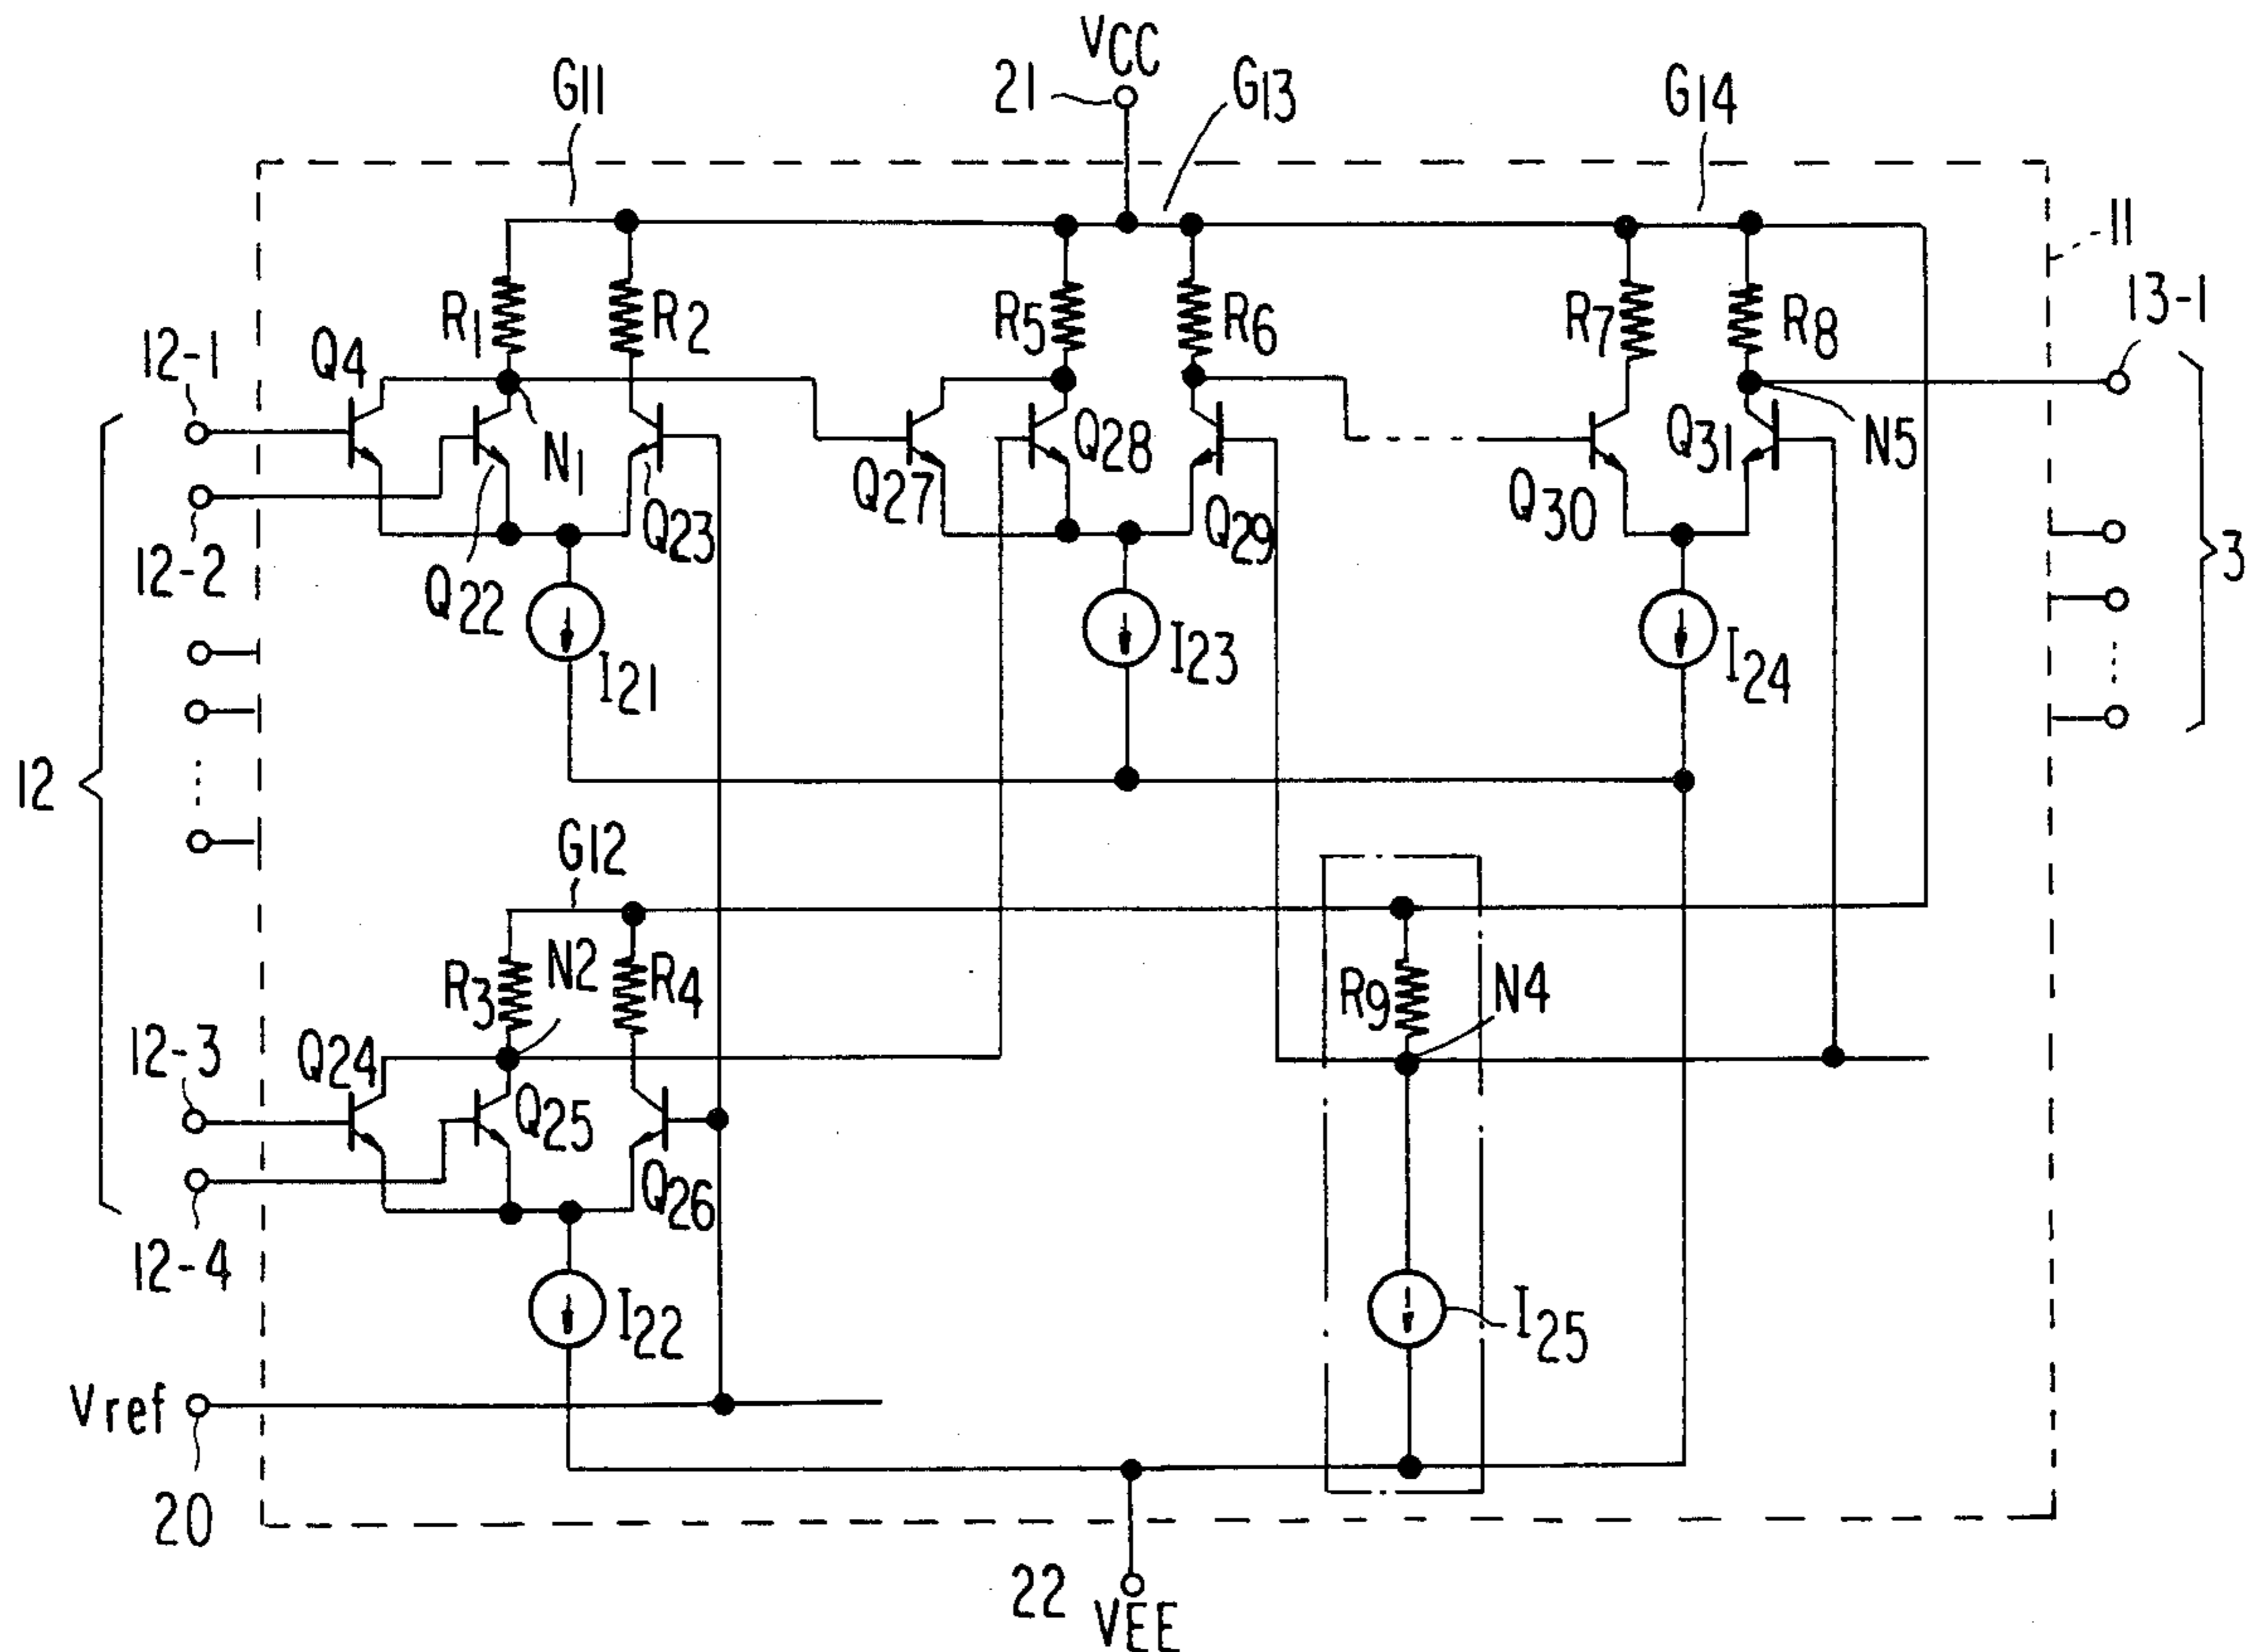 VCC
21
G11
G13
G14
11
13-1
R1
R2
R5
R6
R7
R8
12-1
Q4
N1
Q28
Q31
N5
Q27
Q30
12-2
Q22
Q23
Q29
3
I21
I23
I24
12
G12
N2
R3
R4
R9
N4
12-3
Q24
Q25
Q26
12-4
I22
I25
Vref
20
22
VEE